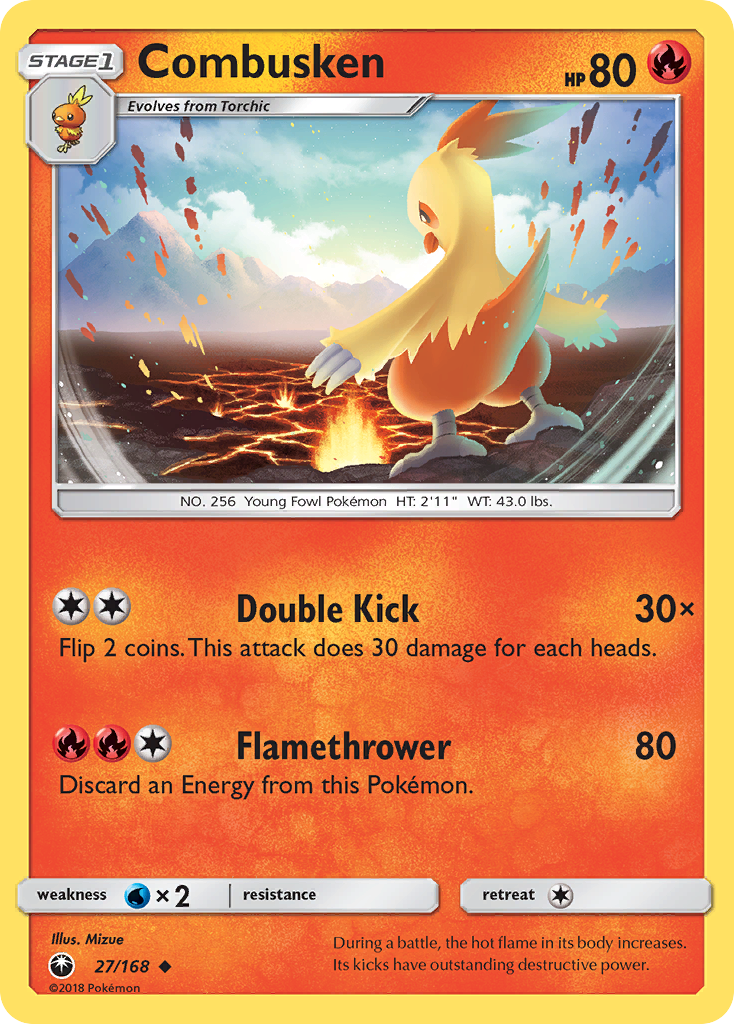 STAGE1
Combusken
HP 80
Evolves from Torchic
NO. 256 Young Fowl Pokémon HT: 2'11" WT: 43.0 lbs.
Double Kick 30×
Flip 2 coins. This attack does 30 damage for each heads.
Flamethrower 80
Discard an Energy from this Pokémon.
weakness × 2 resistance retreat
Illus. Mizue
27/168
©2018 Pokémon
During a battle, the hot flame in its body increases.
Its kicks have outstanding destructive power.